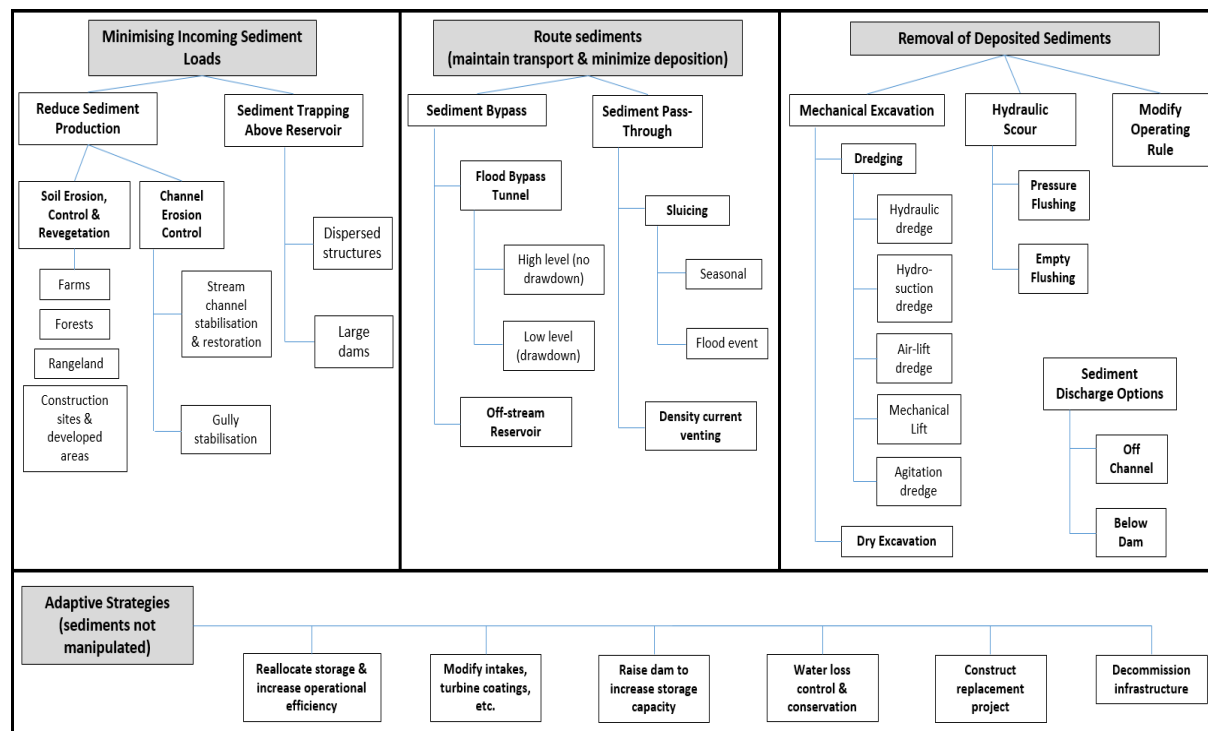 Minimising Incoming Sediment
Loads
Reduce Sediment
Production
Sediment Trapping
Above Reservoir
Soil Erosion,
Control &
Revegetation
Channel
Erosion
Control
Farms
Forests
Rangeland
Construction
sites &
developed
areas
Stream
channel
stabilisation
& restoration
Gully
stabilisation
Dispersed
structures
Large
dams
Route sediments
(maintain transport & minimize deposition)
Sediment Bypass
Sediment Pass-
Through
Flood Bypass
Tunnel
High level (no
drawdown)
Low level
(drawdown)
Off-stream
Reservoir
Sluicing
Seasonal
Flood event
Density current
venting
Removal of Deposited Sediments
Mechanical Excavation
Hydraulic
Scour
Modify
Operating
Rule
Dredging
Hydraulic
dredge
Hydro-
suction
dredge
Air-lift
dredge
Mechanical
Lift
Agitation
dredge
Dry Excavation
Pressure
Flushing
Empty
Flushing
Sediment
Discharge Options
Off
Channel
Below
Dam
Adaptive Strategies
(sediments not
manipulated)
Reallocate storage &
increase operational
efficiency
Modify intakes,
turbine coatings,
etc.
Raise dam to
increase storage
capacity
Water loss
control &
conservation
Construct
replacement
project
Decommission
infrastructure